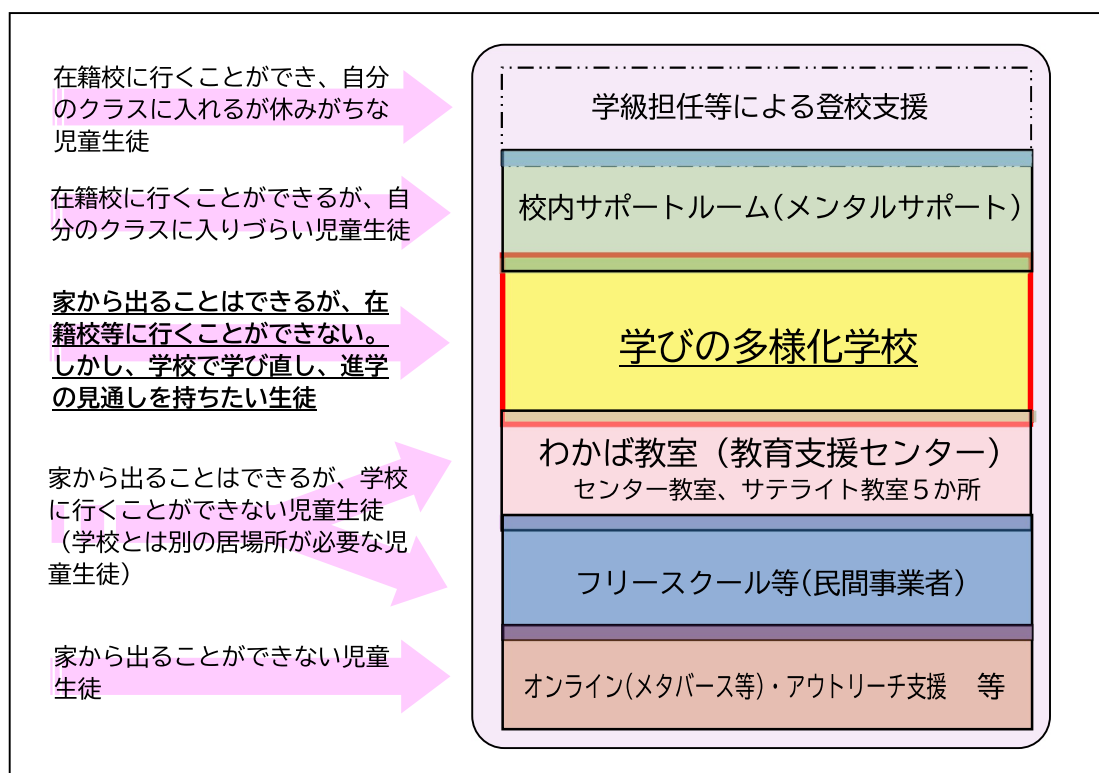 在籍校に行くことができ、自分
のクラスに入れるが休みがちな
児童生徒
学級担任等による登校支援
在籍校に行くことができるが、自
分のクラスに入りづらい児童生徒
校内サポートルーム(メンタルサポート)
家から出ることはできるが、在
籍校等に行くことができない。
しかし、学校で学び直し、進学
の見通しを持ちたい生徒
学びの多様化学校
家から出ることはできるが、学校
に行くことができない児童生徒
（学校とは別の居場所が必要な児
童生徒）
わかば教室（教育支援センター）
センター教室、サテライト教室５か所
フリースクール等(民間事業者)
家から出ることができない児童
生徒
オンライン(メタバース等)・アウトリーチ支援　等